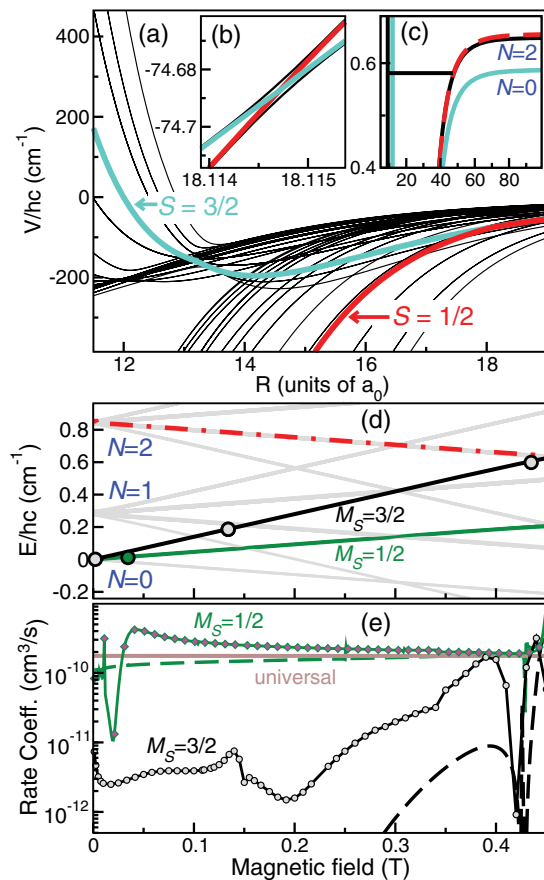 (a)
(b)
(c)
400
200
0
-200
V/hc (cm⁻¹)
-74.68
-74.7
18.114
18.115
0.6
0.4
N=2
N=0
20 40 60 80
S = 3/2
S = 1/2
12 14 16 18
R (units of a₀)
(d)
0.8
0.6
0.4
0.2
0
-0.2
E/hc (cm⁻¹)
N=2
N=1
N=0
M_S=3/2
M_S=1/2
(e)
M_S=1/2
universal
M_S=3/2
10⁻¹⁰
10⁻¹¹
10⁻¹²
Rate Coeff. (cm³/s)
0 0.1 0.2 0.3 0.4
Magnetic field (T)